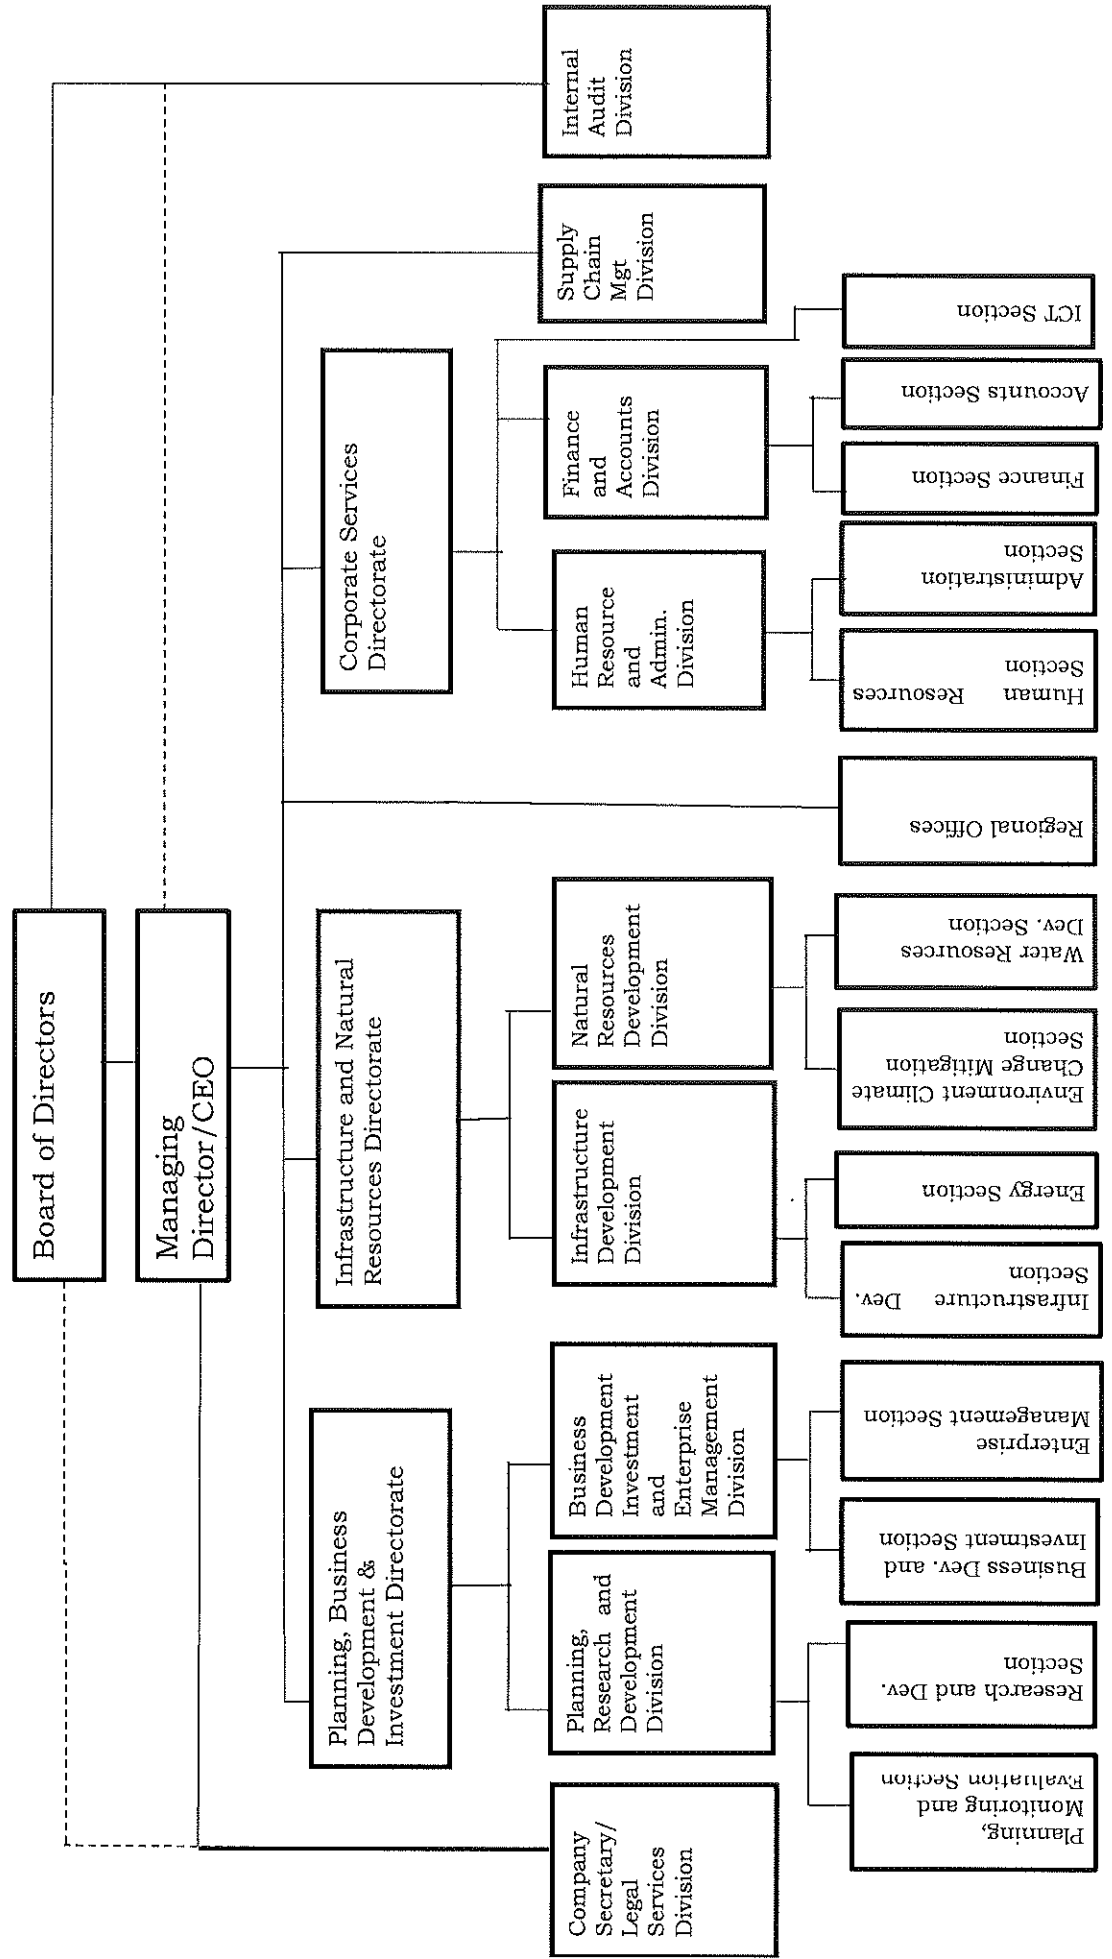 Board of Directors
Managing
Director/CEO
Planning, Business
Development &
Investment Directorate
Infrastructure and Natural
Resources Directorate
Corporate Services
Directorate
Company
Secretary/
Legal
Services
Division
Planning,
Research and
Development
Division
Business
Development
Investment
and
Enterprise
Management
Division
Infrastructure
Development
Division
Natural
Resources
Development
Division
Human
Resource
and
Admin.
Division
Finance
and
Accounts
Division
Supply
Chain
Mgt
Division
Internal
Audit
Division
Planning,
Monitoring and
Evaluation Section
Research and Dev.
Section
Business Dev. and
Investment Section
Enterprise
Management Section
Infrastructure Dev.
Section
Energy Section
Environment Climate
Change Mitigation
Section
Water Resources
Dev. Section
Regional Offices
Human Resources
Section
Administration
Section
Finance Section
Accounts Section
ICT Section